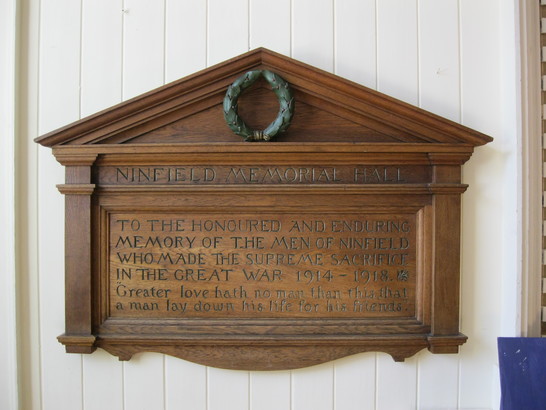 NINFIELD MEMORIAL HALL
TO THE HONOURED AND ENDURING
MEMORY OF THE MEN OF NINFIELD
WHO MADE THE SUPREME SACRIFICE
IN THE GREAT WAR 1914 - 1918.
"Greater love hath no man than this that
a man lay down his life for his friends."